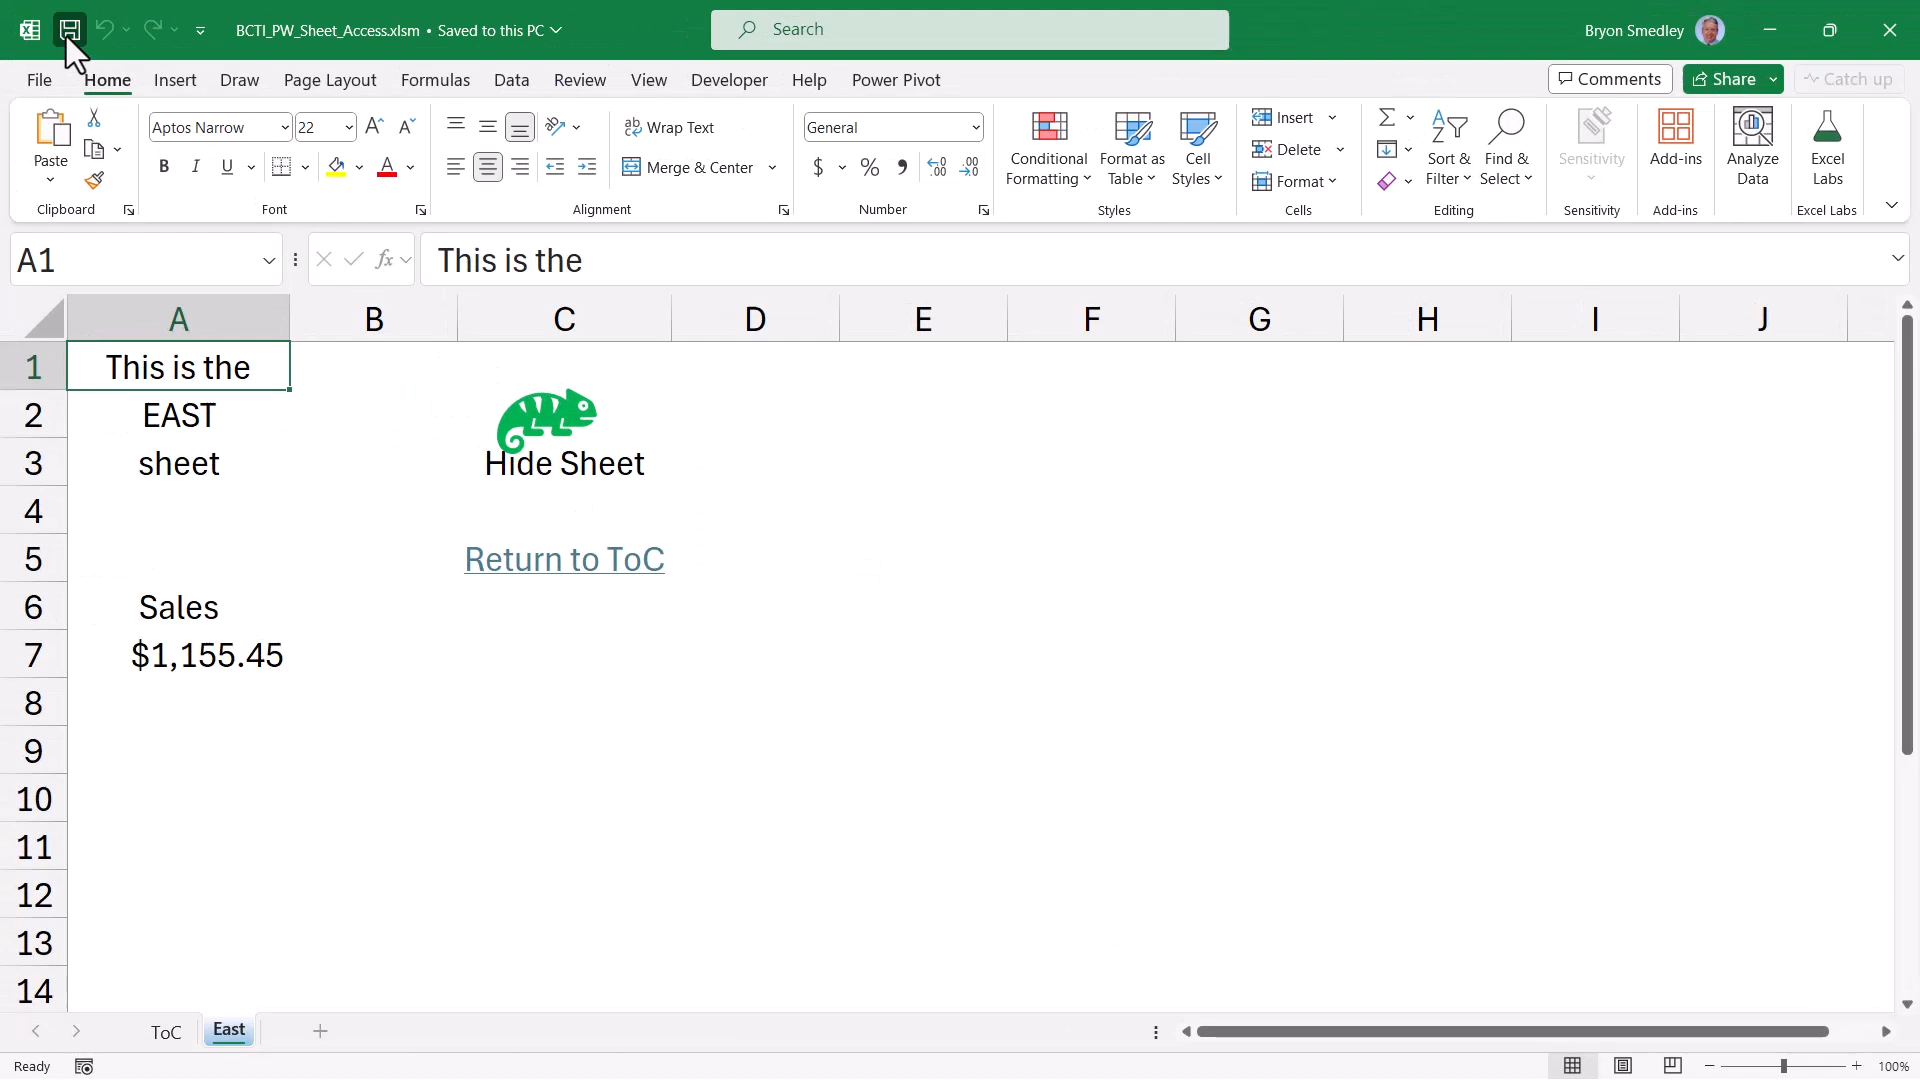 BCTI_PW_Sheet_Access.xlsm • Saved to this PC
Search
Bryon Smedley
File Home Insert Draw Page Layout Formulas Data Review View Developer Help Power Pivot
Comments Share Catch up
Paste
Clipboard
Aptos Narrow 22
B I U
Font
Wrap Text
Merge & Center
Alignment
General
$ % ,
Number
Conditional Formatting
Format as Table
Cell Styles
Styles
Insert
Delete
Format
Cells
Sort & Filter
Find & Select
Editing
Sensitivity
Sensitivity
Add-ins
Add-ins
Analyze Data
Excel Labs
Excel Labs
A1 fx This is the
A B C D E F G H I J
1 This is the
2 EAST
3 sheet Hide Sheet
4
5 Return to ToC
6 Sales
7 $1,155.45
8
9
10
11
12
13
14
ToC East
Ready 100%